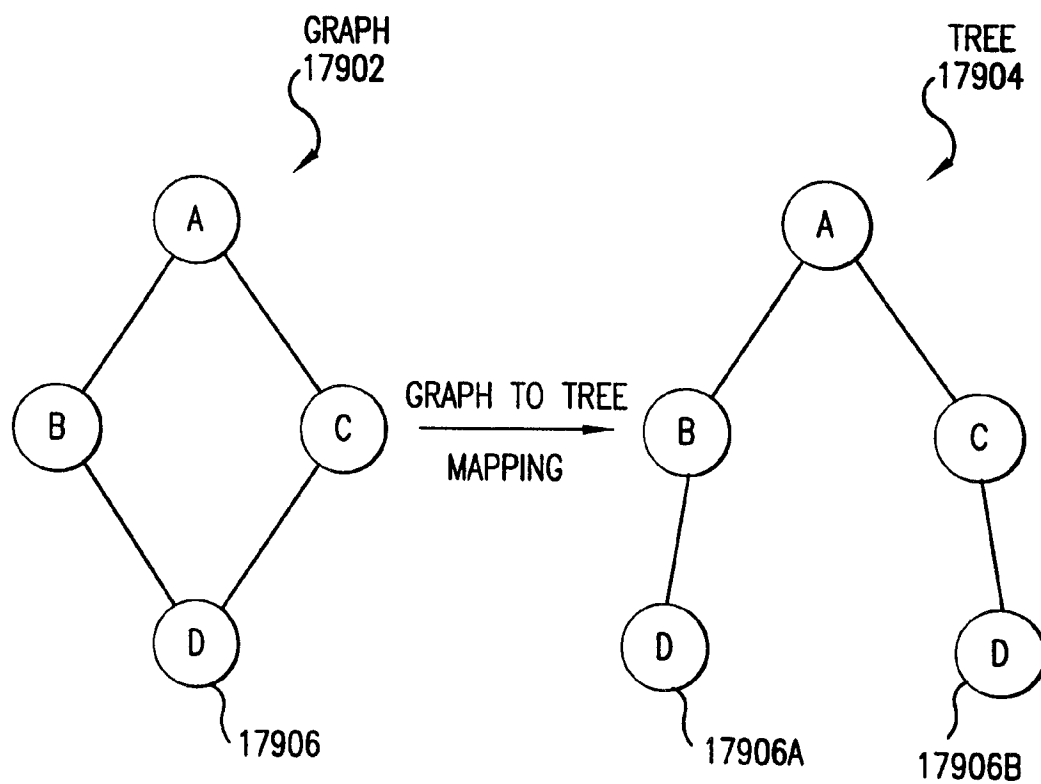 GRAPH
17902
TREE
17904
A
A
B
C
GRAPH TO TREE
MAPPING
B
C
D
D
D
17906
17906A
17906B